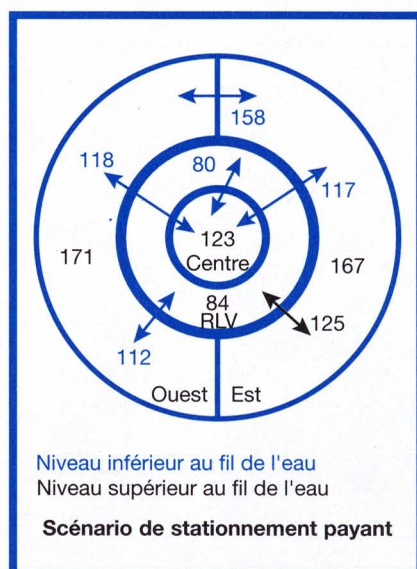 158
118
80
117
123
Centre
171
167
84
RLV
125
112
Ouest Est
Niveau inférieur au fil de l'eau
Niveau supérieur au fil de l'eau
Scénario de stationnement payant